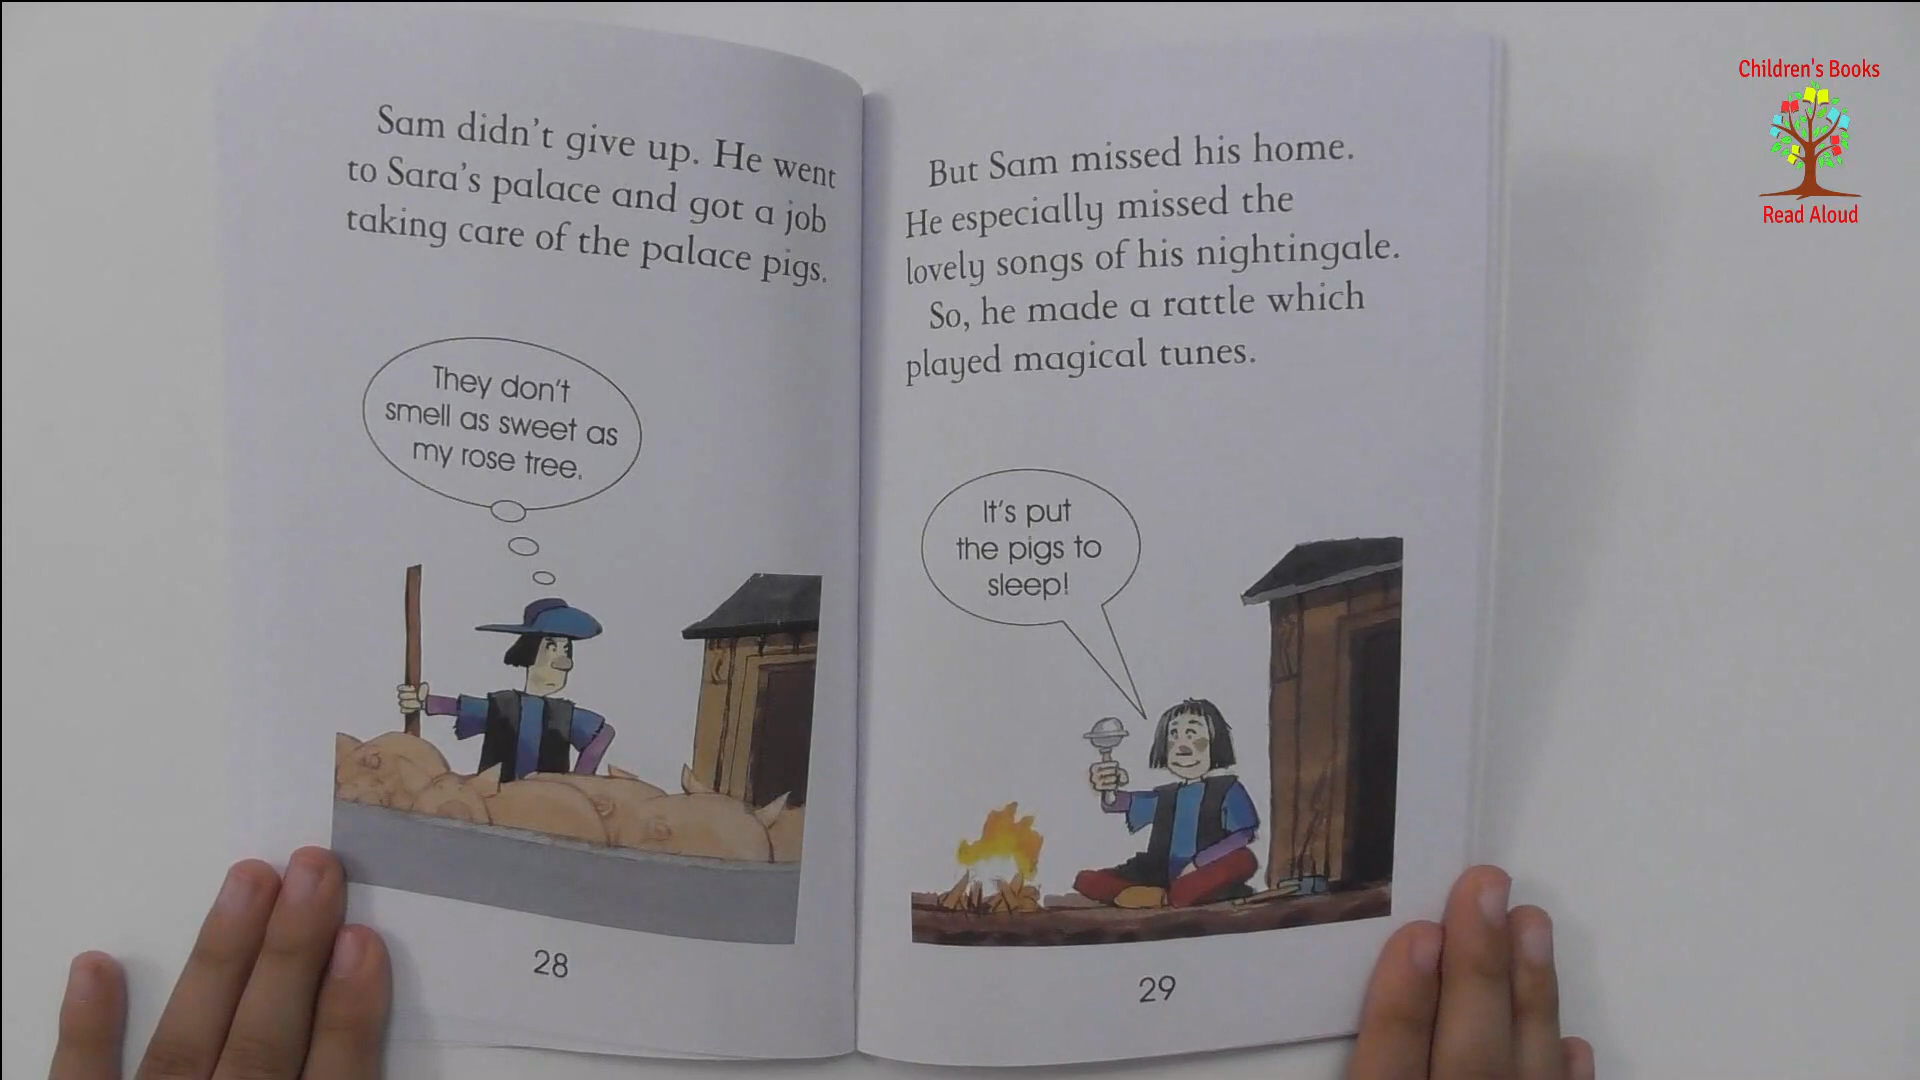 Sam didn't give up. He went
to Sara's palace and got a job
taking care of the palace pigs.
They don't
smell as sweet as
my rose tree.
28
But Sam missed his home.
He especially missed the
lovely songs of his nightingale.
So, he made a rattle which
played magical tunes.
It's put
the pigs to
sleep!
29
Children's Books
Read Aloud